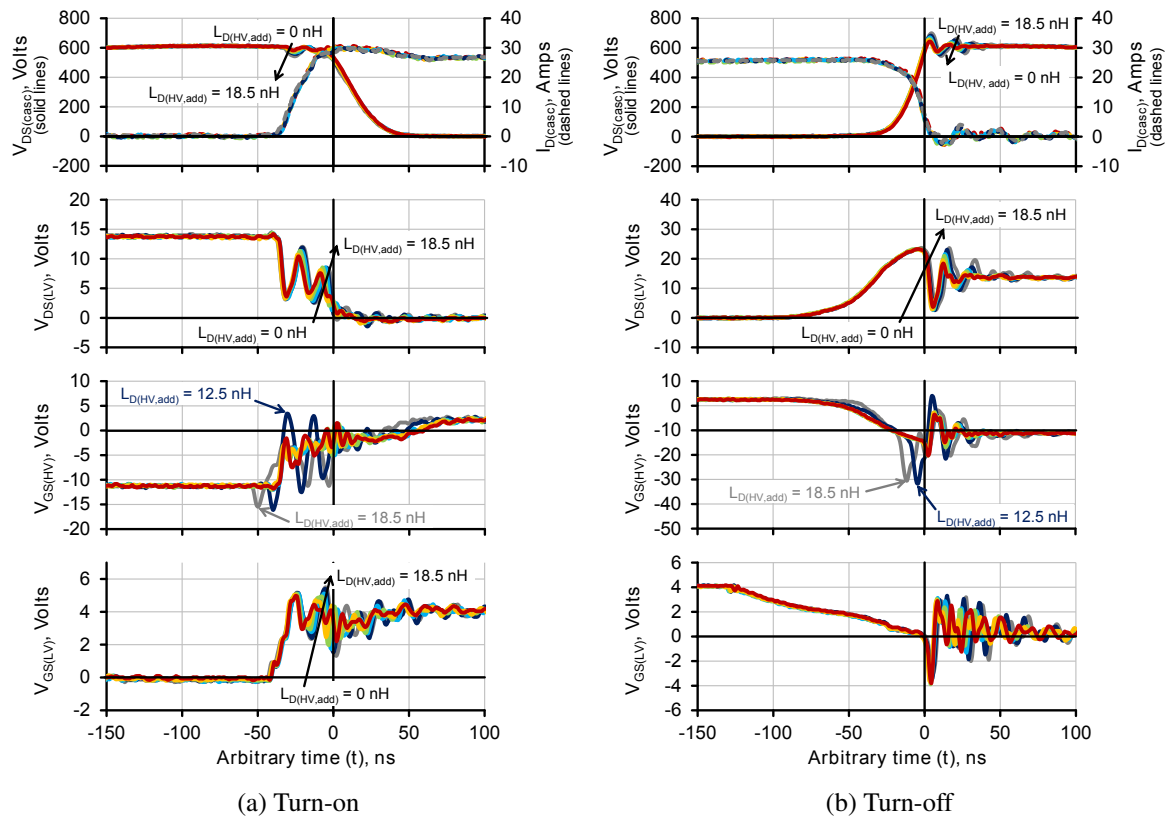 V_DS(casc), Volts
(solid lines)
800
600
400
200
0
-200
L_D(HV,add) = 0 nH
L_D(HV,add) = 18.5 nH
40
30
20
10
0
-10
I_D(casc), Amps
(dashed lines)
V_DS(LV), Volts
20
15
10
5
0
-5
L_D(HV,add) = 18.5 nH
L_D(HV,add) = 0 nH
V_GS(HV), Volts
10
5
0
-5
-10
-15
-20
L_D(HV,add) = 12.5 nH
L_D(HV,add) = 18.5 nH
V_GS(LV), Volts
6
4
2
0
-2
L_D(HV,add) = 18.5 nH
L_D(HV,add) = 0 nH
-150 -100 -50 0 50 100
Arbitrary time (t), ns
(a) Turn-on
V_DS(casc), Volts
(solid lines)
800
600
400
200
0
-200
L_D(HV,add) = 18.5 nH
L_D(HV, add) = 0 nH
40
30
20
10
0
-10
I_D(casc), Amps
(dashed lines)
V_DS(LV), Volts
40
30
20
10
0
-10
L_D(HV,add) = 18.5 nH
L_D(HV, add) = 0 nH
V_GS(HV), Volts
10
0
-10
-20
-30
-40
-50
L_D(HV,add) = 18.5 nH
L_D(HV,add) = 12.5 nH
V_GS(LV), Volts
6
4
2
0
-2
-4
-6
-150 -100 -50 0 50 100
Arbitrary time (t), ns
(b) Turn-off